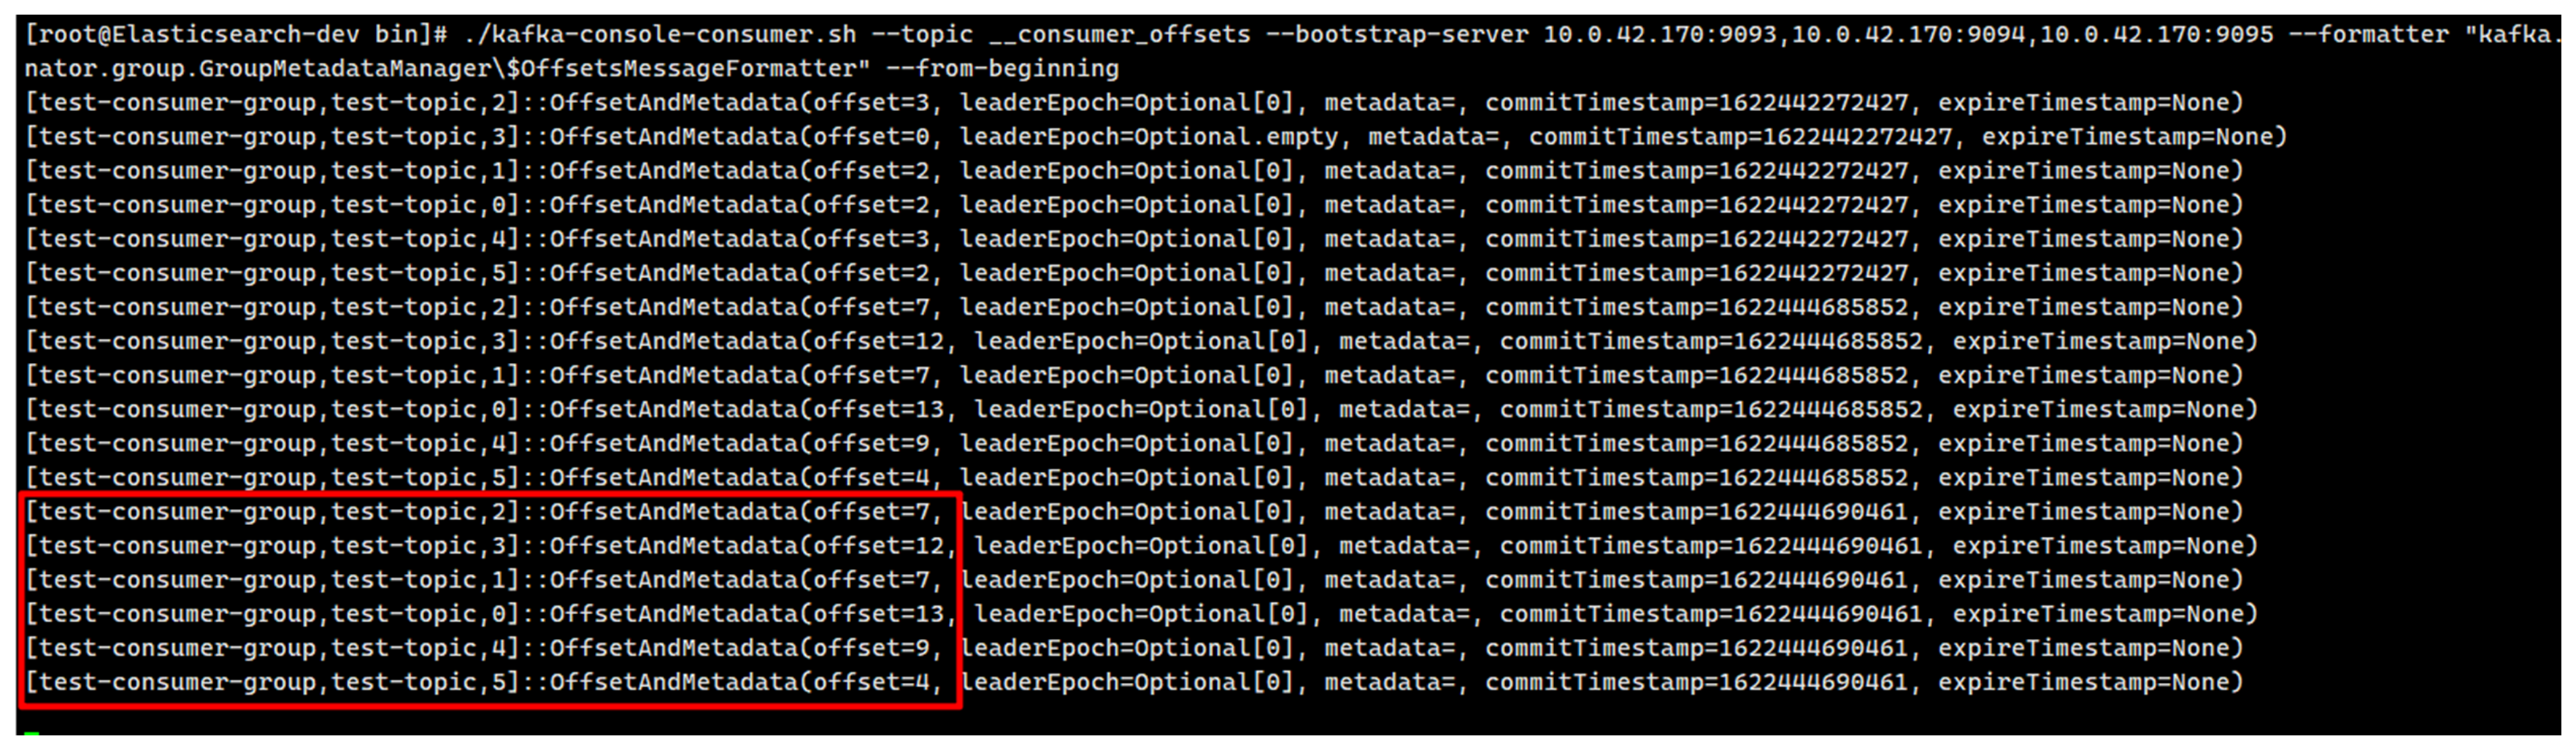 [root@Elasticsearch-dev bin]# ./kafka-console-consumer.sh --topic __consumer_offsets --bootstrap-server 10.0.42.170:9093,10.0.42.170:9094,10.0.42.170:9095 --formatter "kafka.
nator.group.GroupMetadataManager\$OffsetsMessageFormatter" --from-beginning
[test-consumer-group,test-topic,2]::OffsetAndMetadata(offset=3, leaderEpoch=Optional[0], metadata=, commitTimestamp=1622442272427, expireTimestamp=None)
[test-consumer-group,test-topic,3]::OffsetAndMetadata(offset=0, leaderEpoch=Optional.empty, metadata=, commitTimestamp=1622442272427, expireTimestamp=None)
[test-consumer-group,test-topic,1]::OffsetAndMetadata(offset=2, leaderEpoch=Optional[0], metadata=, commitTimestamp=1622442272427, expireTimestamp=None)
[test-consumer-group,test-topic,0]::OffsetAndMetadata(offset=2, leaderEpoch=Optional[0], metadata=, commitTimestamp=1622442272427, expireTimestamp=None)
[test-consumer-group,test-topic,4]::OffsetAndMetadata(offset=3, leaderEpoch=Optional[0], metadata=, commitTimestamp=1622442272427, expireTimestamp=None)
[test-consumer-group,test-topic,5]::OffsetAndMetadata(offset=2, leaderEpoch=Optional[0], metadata=, commitTimestamp=1622442272427, expireTimestamp=None)
[test-consumer-group,test-topic,2]::OffsetAndMetadata(offset=7, leaderEpoch=Optional[0], metadata=, commitTimestamp=1622444685852, expireTimestamp=None)
[test-consumer-group,test-topic,3]::OffsetAndMetadata(offset=12, leaderEpoch=Optional[0], metadata=, commitTimestamp=1622444685852, expireTimestamp=None)
[test-consumer-group,test-topic,1]::OffsetAndMetadata(offset=7, leaderEpoch=Optional[0], metadata=, commitTimestamp=1622444685852, expireTimestamp=None)
[test-consumer-group,test-topic,0]::OffsetAndMetadata(offset=13, leaderEpoch=Optional[0], metadata=, commitTimestamp=1622444685852, expireTimestamp=None)
[test-consumer-group,test-topic,4]::OffsetAndMetadata(offset=9, leaderEpoch=Optional[0], metadata=, commitTimestamp=1622444685852, expireTimestamp=None)
[test-consumer-group,test-topic,5]::OffsetAndMetadata(offset=4, leaderEpoch=Optional[0], metadata=, commitTimestamp=1622444685852, expireTimestamp=None)
[test-consumer-group,test-topic,2]::OffsetAndMetadata(offset=7, leaderEpoch=Optional[0], metadata=, commitTimestamp=1622444690461, expireTimestamp=None)
[test-consumer-group,test-topic,3]::OffsetAndMetadata(offset=12, leaderEpoch=Optional[0], metadata=, commitTimestamp=1622444690461, expireTimestamp=None)
[test-consumer-group,test-topic,1]::OffsetAndMetadata(offset=7, leaderEpoch=Optional[0], metadata=, commitTimestamp=1622444690461, expireTimestamp=None)
[test-consumer-group,test-topic,0]::OffsetAndMetadata(offset=13, leaderEpoch=Optional[0], metadata=, commitTimestamp=1622444690461, expireTimestamp=None)
[test-consumer-group,test-topic,4]::OffsetAndMetadata(offset=9, leaderEpoch=Optional[0], metadata=, commitTimestamp=1622444690461, expireTimestamp=None)
[test-consumer-group,test-topic,5]::OffsetAndMetadata(offset=4, leaderEpoch=Optional[0], metadata=, commitTimestamp=1622444690461, expireTimestamp=None)